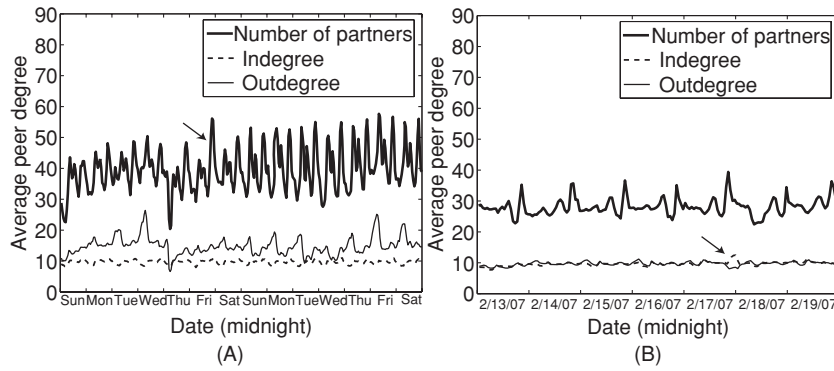 90
80
70
60
50
40
30
20
10
0
Average peer degree
Number of partners
Indegree
Outdegree
Sun Mon Tue Wed Thu Fri Sat Sun Mon Tue Wed Thu Fri Sat
Date (midnight)
(A)
90
80
70
60
50
40
30
20
10
0
Average peer degree
Number of partners
Indegree
Outdegree
2/13/07 2/14/07 2/15/07 2/16/07 2/17/07 2/18/07 2/19/07
Date (midnight)
(B)